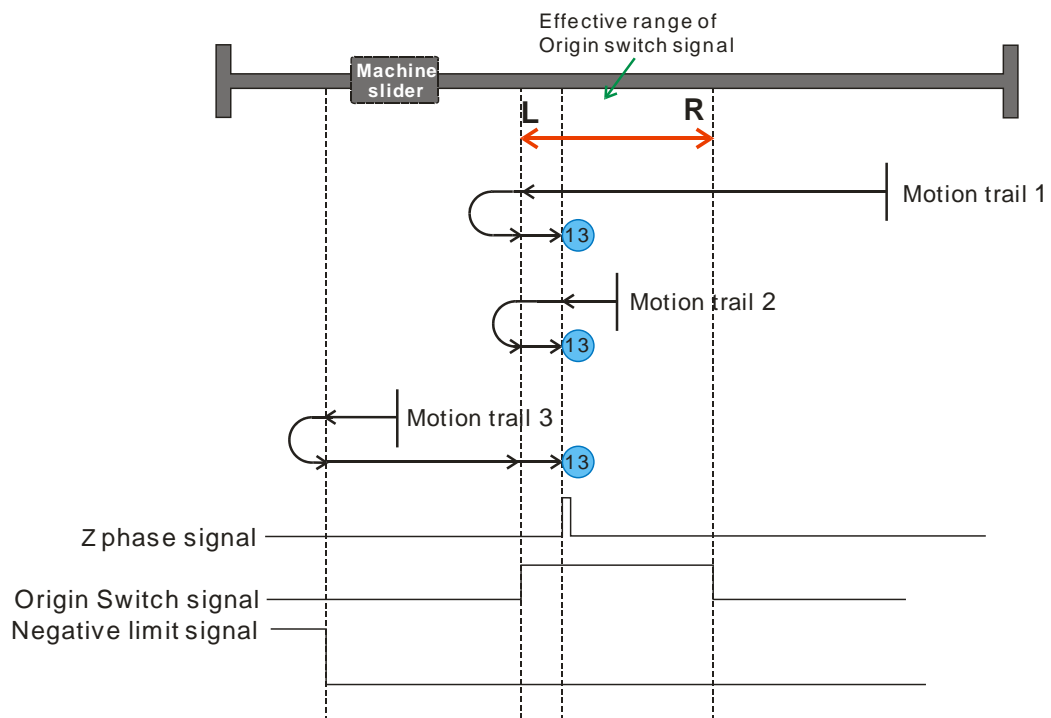 Effective range of
Origin switch signal
Machine
slider
L
R
Motion trail 1
13
Motion trail 2
13
Motion trail 3
13
Z phase signal
Origin Switch signal
Negative limit signal